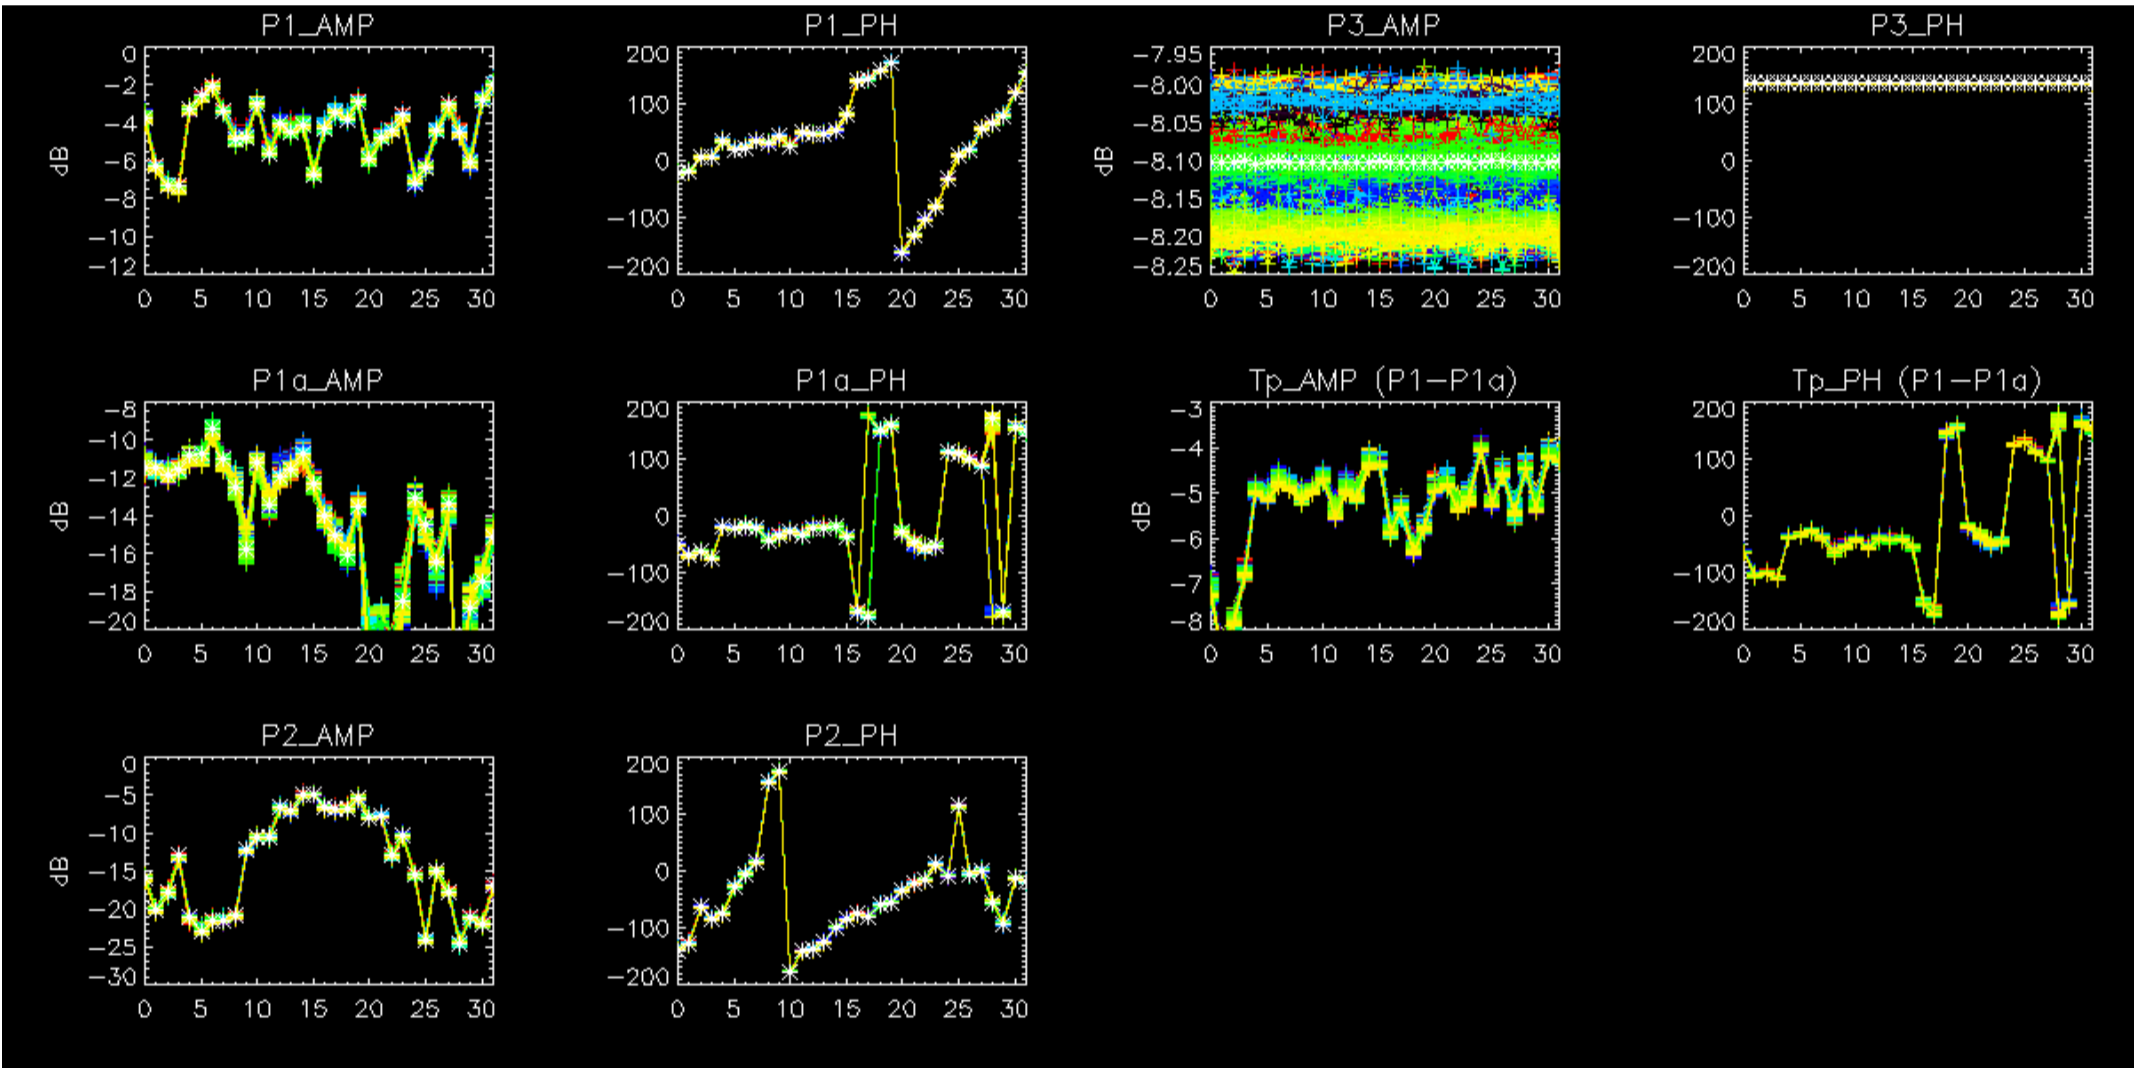 P1_AMP
P1_PH
P3_AMP
P3_PH
0
−2
−4
−6
−8
−10
−12
dB
0 5 10 15 20 25 30
200
100
0
−100
−200
0 5 10 15 20 25 30
−7.95
−8.00
−8.05
−8.10
−8.15
−8.20
−8.25
dB
0 5 10 15 20 25 30
200
100
0
−100
−200
0 5 10 15 20 25 30
P1a_AMP
P1a_PH
Tp_AMP (P1−P1a)
Tp_PH (P1−P1a)
−8
−10
−12
−14
−16
−18
−20
dB
0 5 10 15 20 25 30
200
100
0
−100
−200
0 5 10 15 20 25 30
−3
−4
−5
−6
−7
−8
dB
0 5 10 15 20 25 30
200
100
0
−100
−200
0 5 10 15 20 25 30
P2_AMP
P2_PH
0
−5
−10
−15
−20
−25
−30
dB
0 5 10 15 20 25 30
200
100
0
−100
−200
0 5 10 15 20 25 30